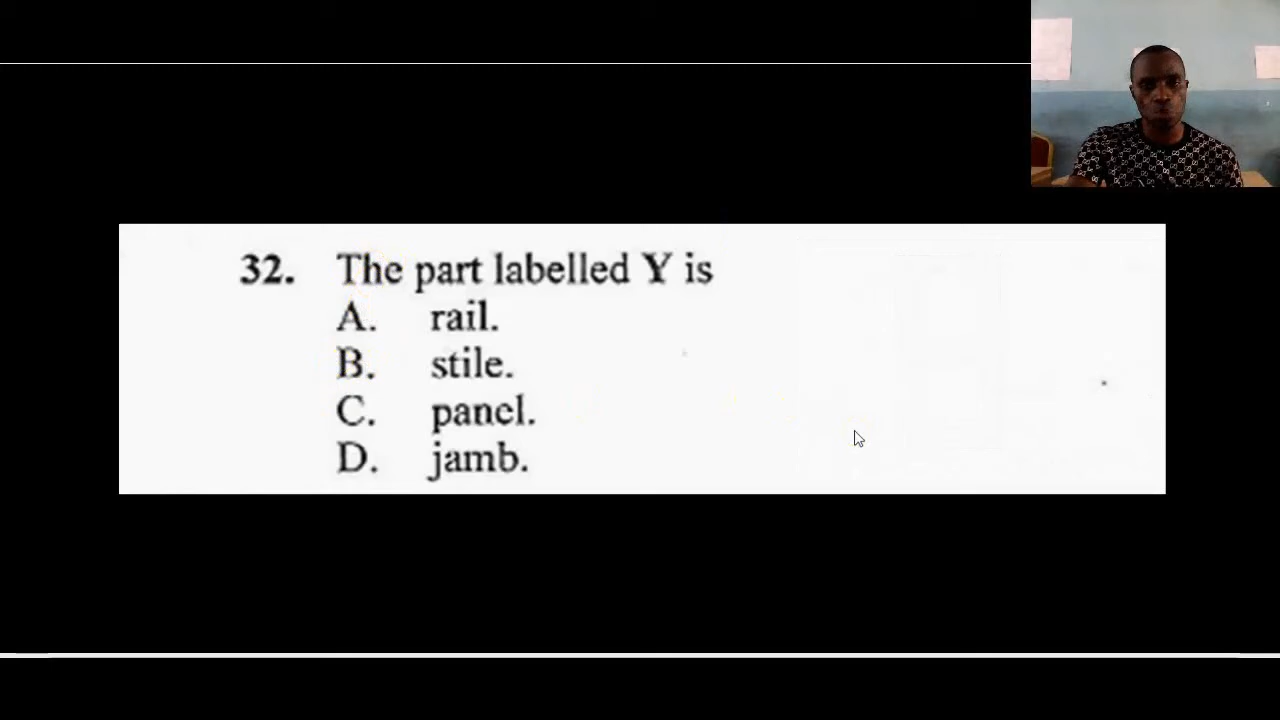 32. The part labelled Y is
A. rail.
B. stile.
C. panel.
D. jamb.